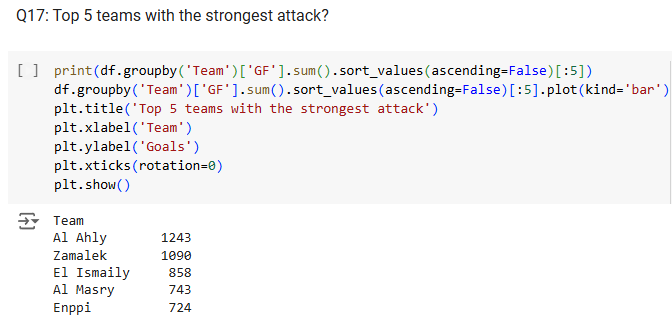 Q17: Top 5 teams with the strongest attack?
[ ] print(df.groupby('Team')['GF'].sum().sort_values(ascending=False)[:5])
df.groupby('Team')['GF'].sum().sort_values(ascending=False)[:5].plot(kind='bar')
plt.title('Top 5 teams with the strongest attack')
plt.xlabel('Team')
plt.ylabel('Goals')
plt.xticks(rotation=0)
plt.show()
Team
Al Ahly 1243
Zamalek 1090
El Ismaily 858
Al Masry 743
Enppi 724